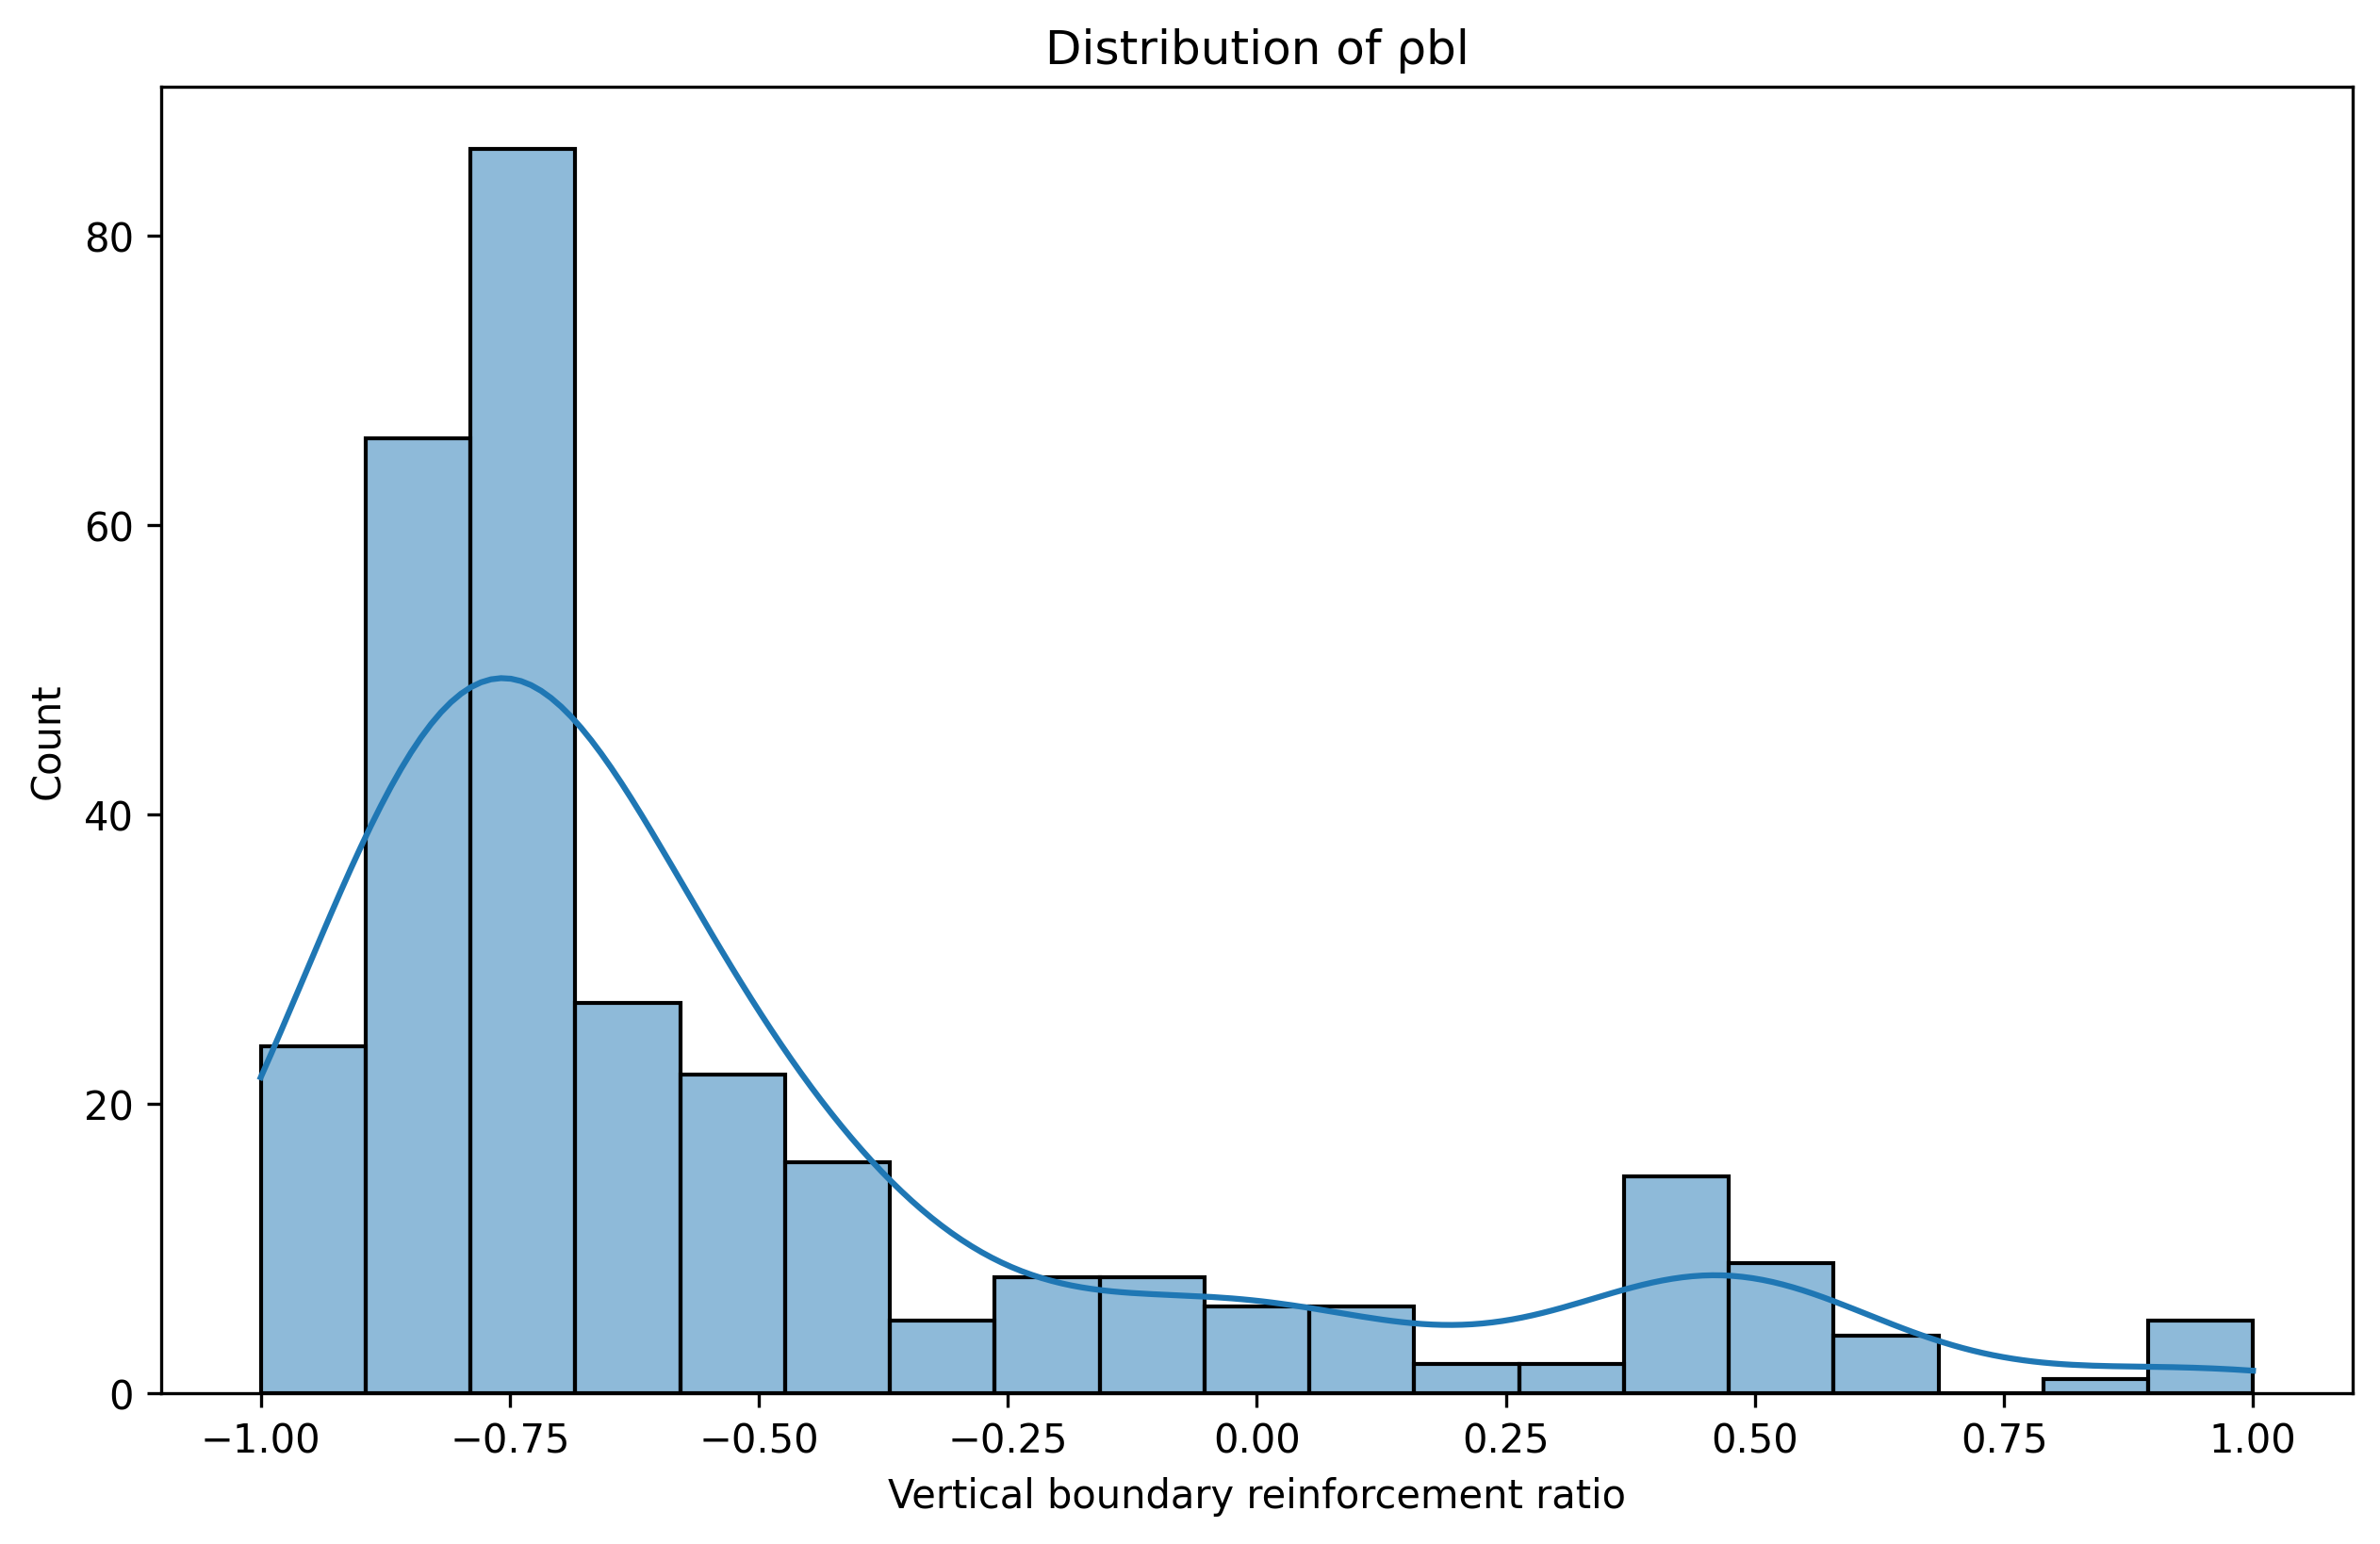 Distribution of ρbl
Count
80
60
40
20
0
−1.00 −0.75 −0.50 −0.25 0.00 0.25 0.50 0.75 1.00
Vertical boundary reinforcement ratio